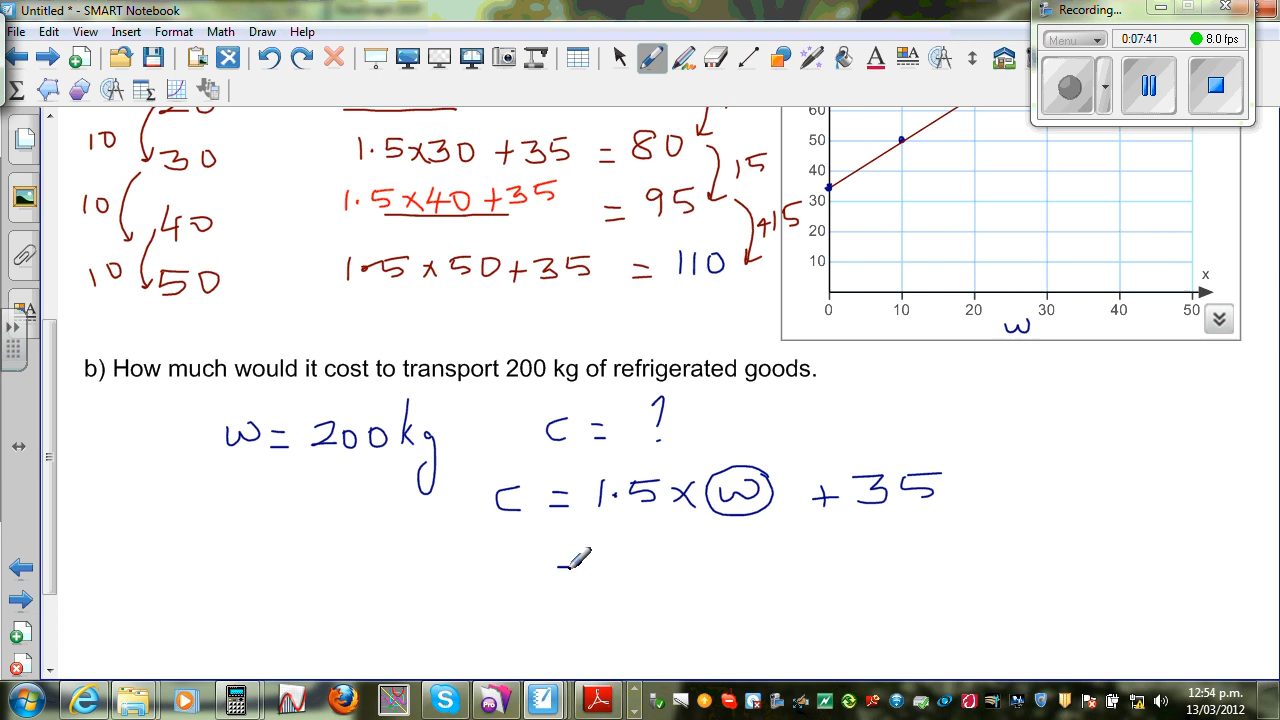 Untitled * - SMART Notebook
File Edit View Insert Format Math Draw Help
Recording...
Menu 0:07:41 8.0 fps
10 30 1.5x30 +35 = 80
15
10 40 1.5x40 +35 = 95
+15
10 50 1.5x50+35 = 110
60
50
40
30
20
10
x
0 10 20 30 40 50
w
b) How much would it cost to transport 200 kg of refrigerated goods.
w = 200kg c = ?
c = 1.5 x w + 35
12:54 p.m.
13/03/2012